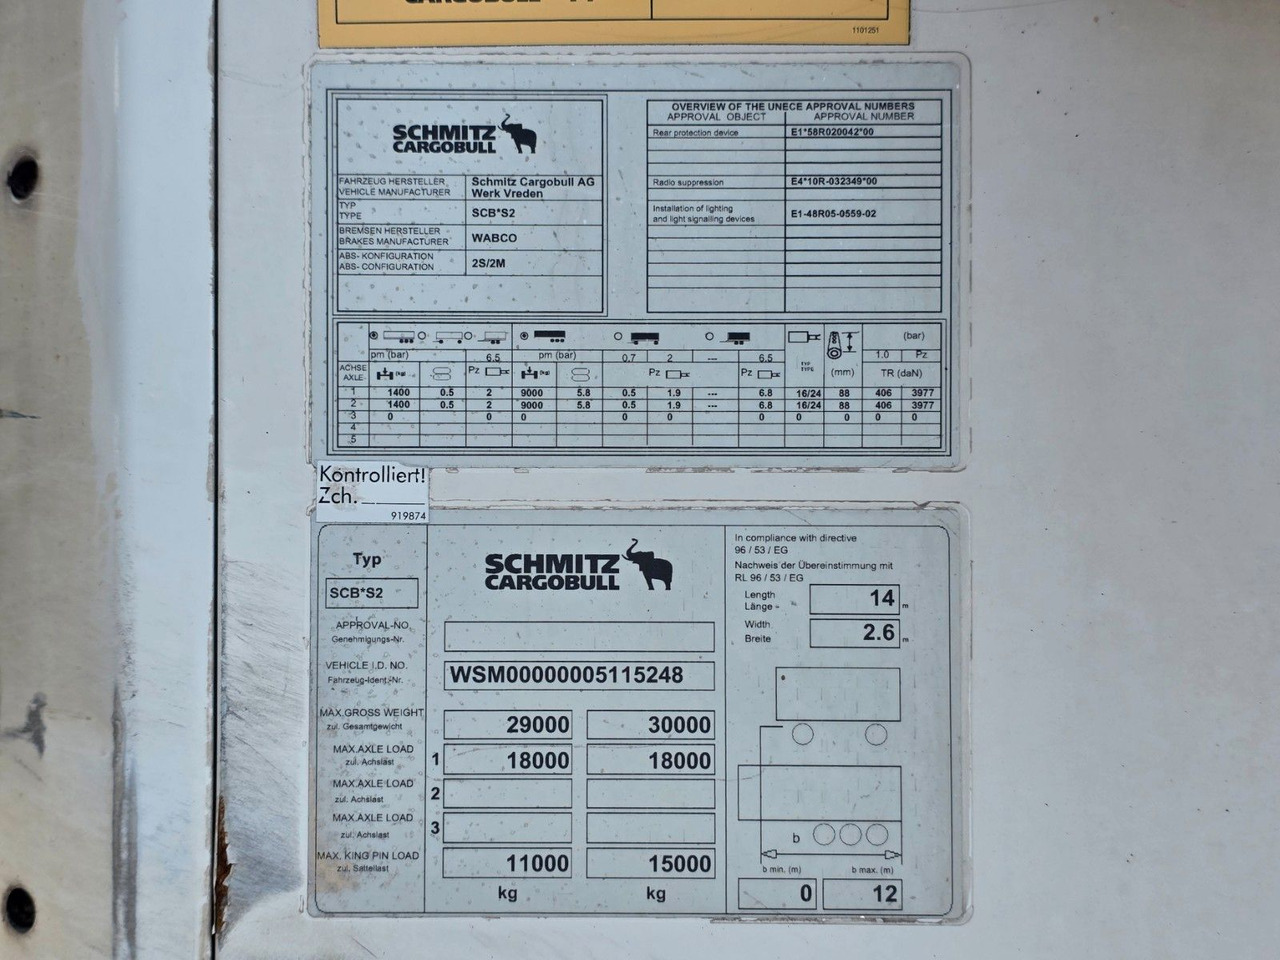 1101251
SCHMITZ
CARGOBULL
FAHRZEUG HERSTELLER
VEHICLE MANUFACTURER
Schmitz Cargobull AG
Werk Vreden
TYP
TYPE
SCB*S2
BREMSEN HERSTELLER
BRAKES MANUFACTURER
WABCO
ABS- KONFIGURATION
ABS- CONFIGURATION
2S/2M
OVERVIEW OF THE UNECE APPROVAL NUMBERS
APPROVAL OBJECT APPROVAL NUMBER
Rear protection device E1*58R020042*00
Radio suppression E4*10R-032349*00
Installation of lighting
and light signalling devices E1-48R05-0559-02
(bar)
pm (bar) 6.5 pm (bar) 0.7 2 --- 6.5 1.0 Pz
ACHSE
AXLE (kg) Pz (kg) Pz Pz TYP
TYPE (mm) TR (daN)
1 1400 0.5 2 9000 5.8 0.5 1.9 --- 6.8 16/24 88 406 3977
2 1400 0.5 2 9000 5.8 0.5 1.9 --- 6.8 16/24 88 406 3977
3 0 0 0 0 0 0 0 0 0
4
5
Kontrolliert!
Zch.______
919874
Typ
SCB*S2
SCHMITZ
CARGOBULL
APPROVAL-NO.
Genehmigungs-Nr.
VEHICLE I.D. NO.
Fahrzeug-Ident.-Nr.
WSM00000005115248
MAX.GROSS WEIGHT
zul. Gesamtgewicht
29000 30000
MAX.AXLE LOAD
zul. Achslast
1 18000 18000
MAX.AXLE LOAD
zul. Achslast
2
MAX.AXLE LOAD
zul. Achslast
3
MAX. KING PIN LOAD
zul. Sattellast
11000 15000
kg kg
In compliance with directive
96 / 53 / EG
Nachweis der Übereinstimmung mit
RL 96 / 53 / EG
Length
Länge -
14 m
Width
Breite
2.6 m
b
b min. (m) b max. (m)
0 12